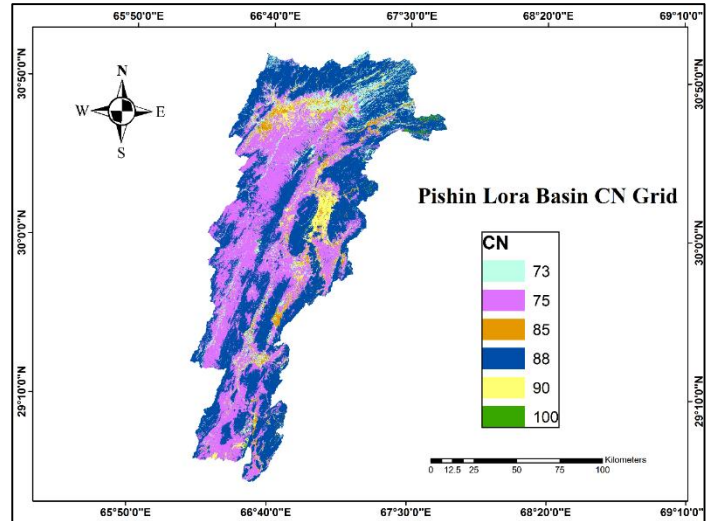 65°50'0"E 66°40'0"E 67°30'0"E 68°20'0"E 69°10'0"E
30°50'0"N 30°50'0"N
N
W E
S
Pishin Lora Basin CN Grid
CN
73
75
85
88
90
100
30°0'0"N 30°0'0"N
29°10'0"N 29°10'0"N
Kilometers
0 12.5 25 50 75 100
65°50'0"E 66°40'0"E 67°30'0"E 68°20'0"E 69°10'0"E